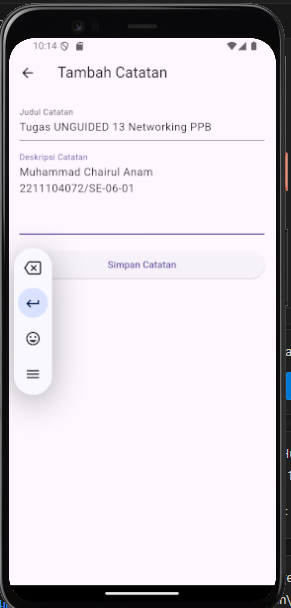 10:14
Tambah Catatan
Judul Catatan
Tugas UNGUIDED 13 Networking PPB
Deskripsi Catatan
Muhammad Chairul Anam
2211104072/SE-06-01
Simpan Catatan